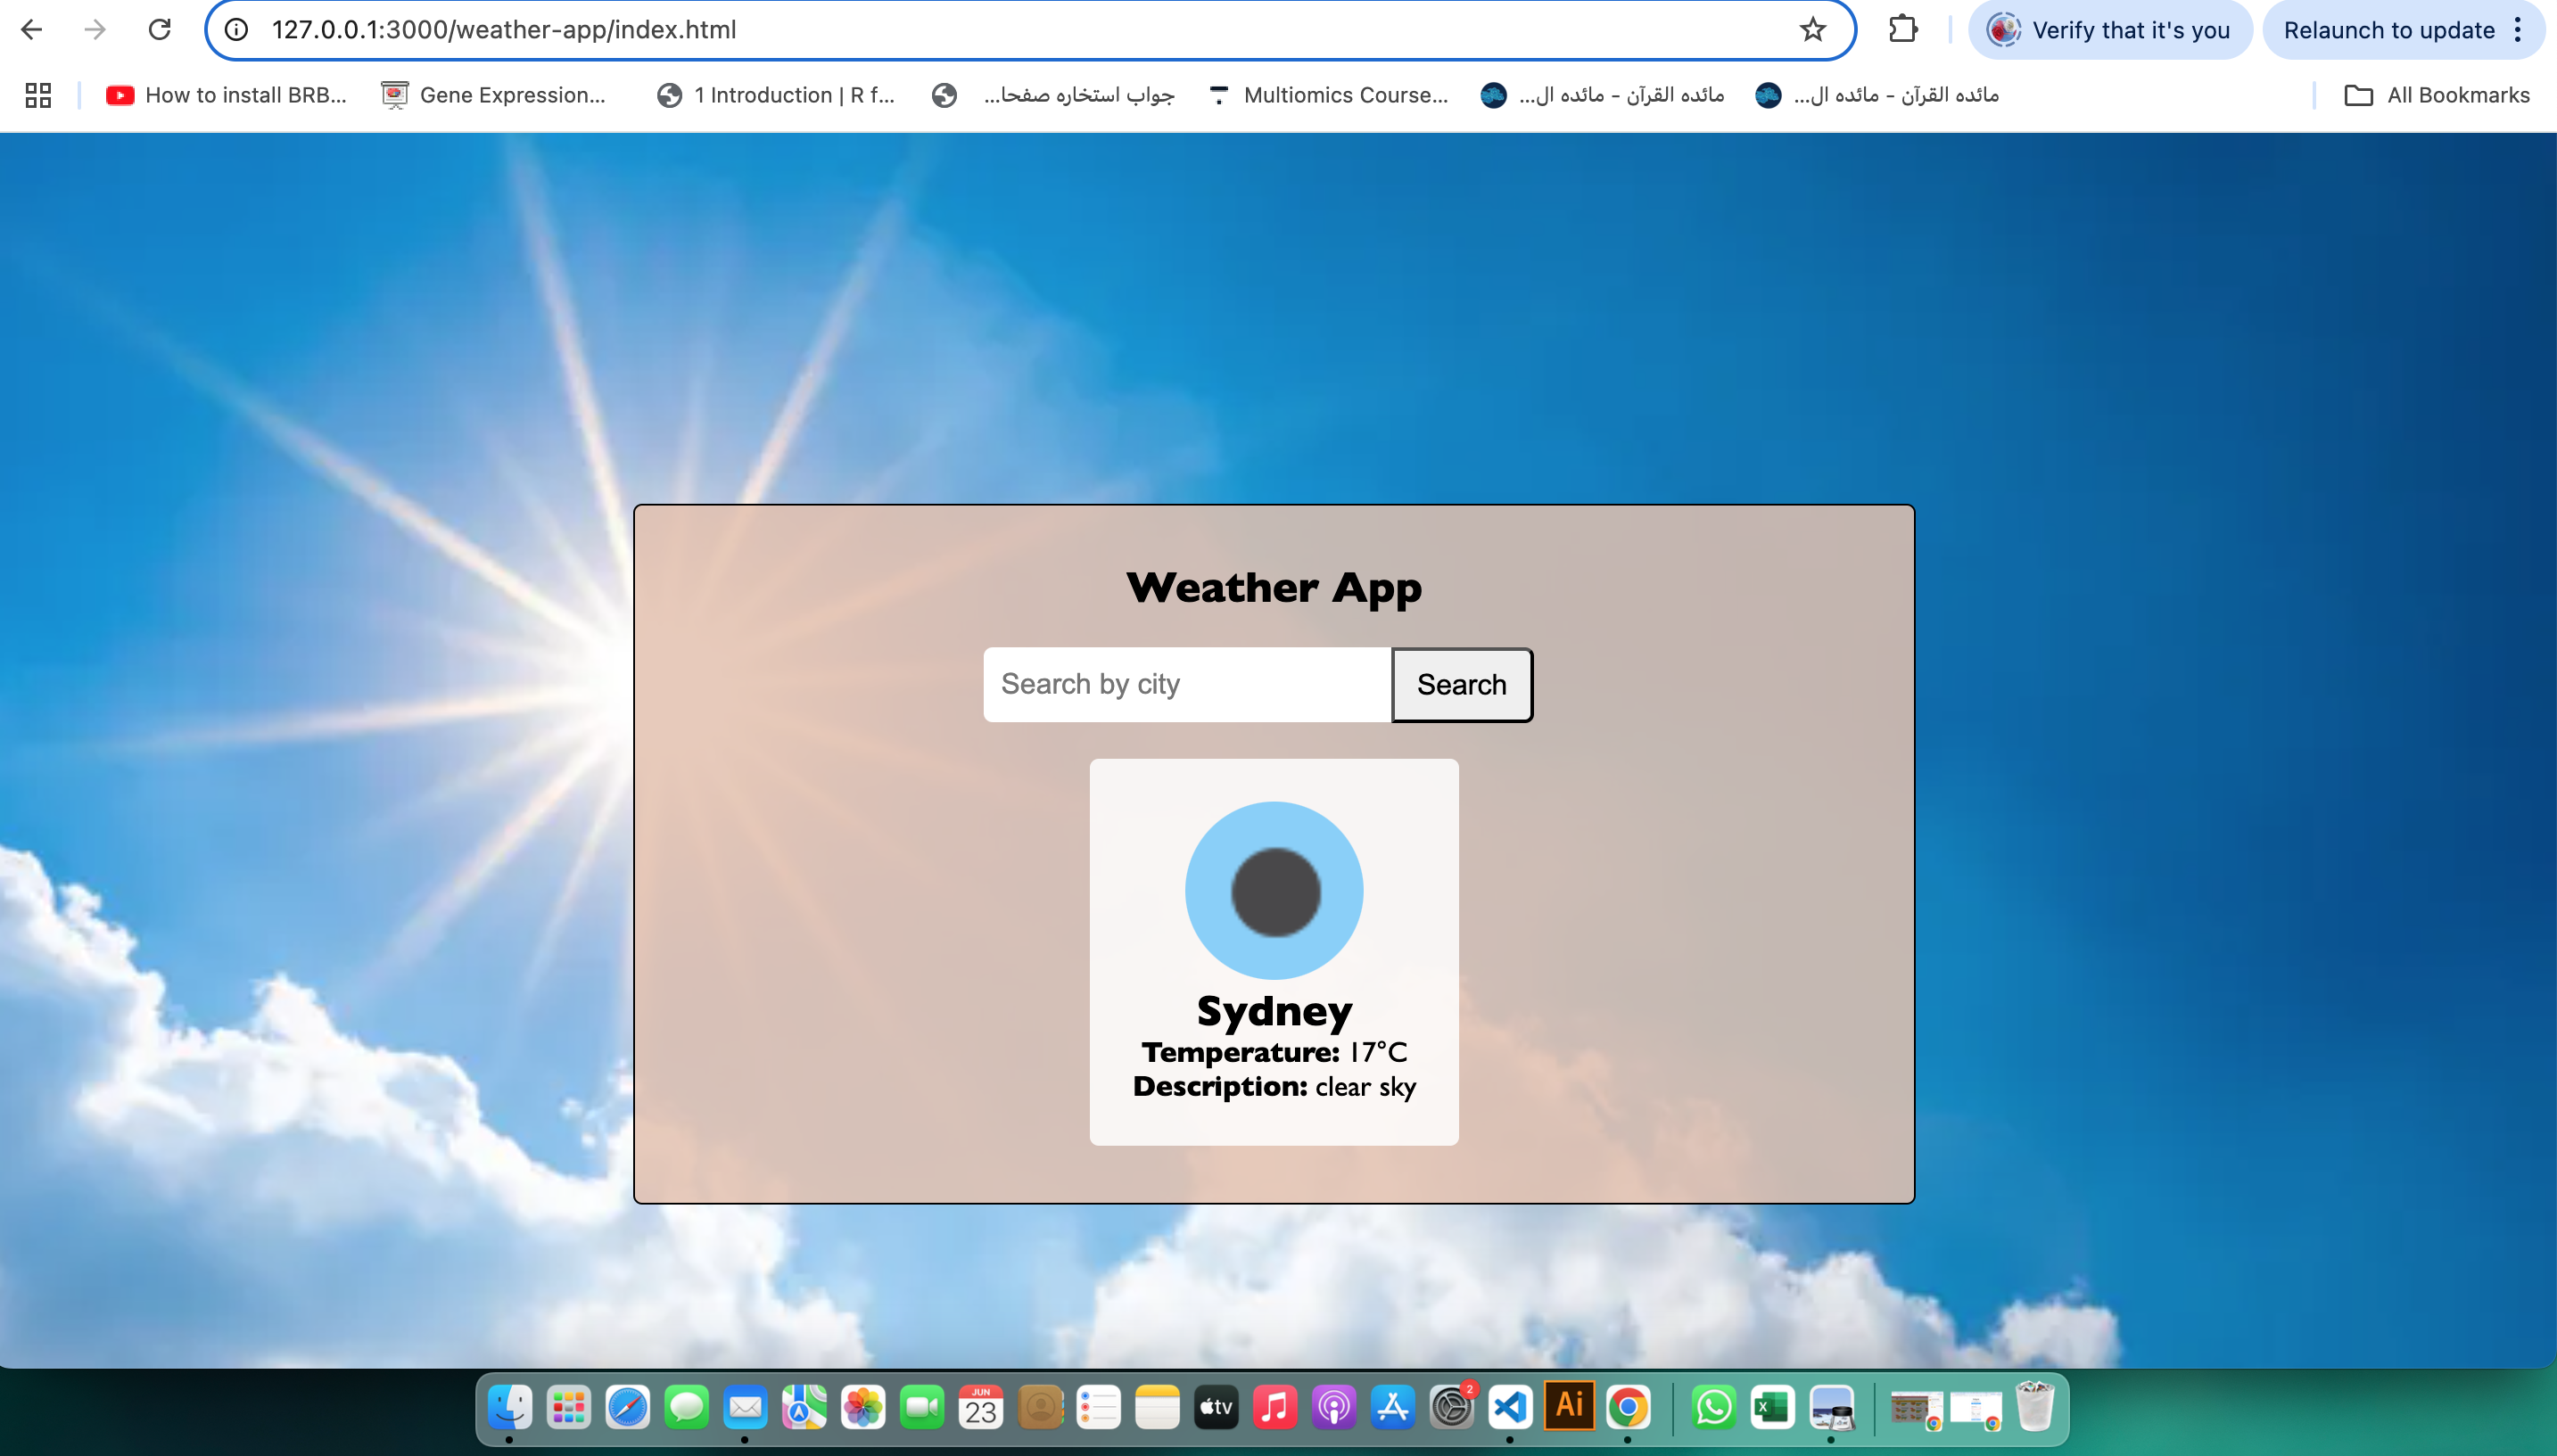 127.0.0.1:3000/weather-app/index.html
Verify that it's you
Relaunch to update
How to install BRB...
Gene Expression...
1 Introduction | R f...
جواب استخاره صفحا...
Multiomics Course...
مائده القرآن - مائده ال...
مائده القرآن - مائده ال...
All Bookmarks
Weather App
Search by city
Search
Sydney
Temperature: 17°C
Description: clear sky
JUN
23
tv
2
Ai
X